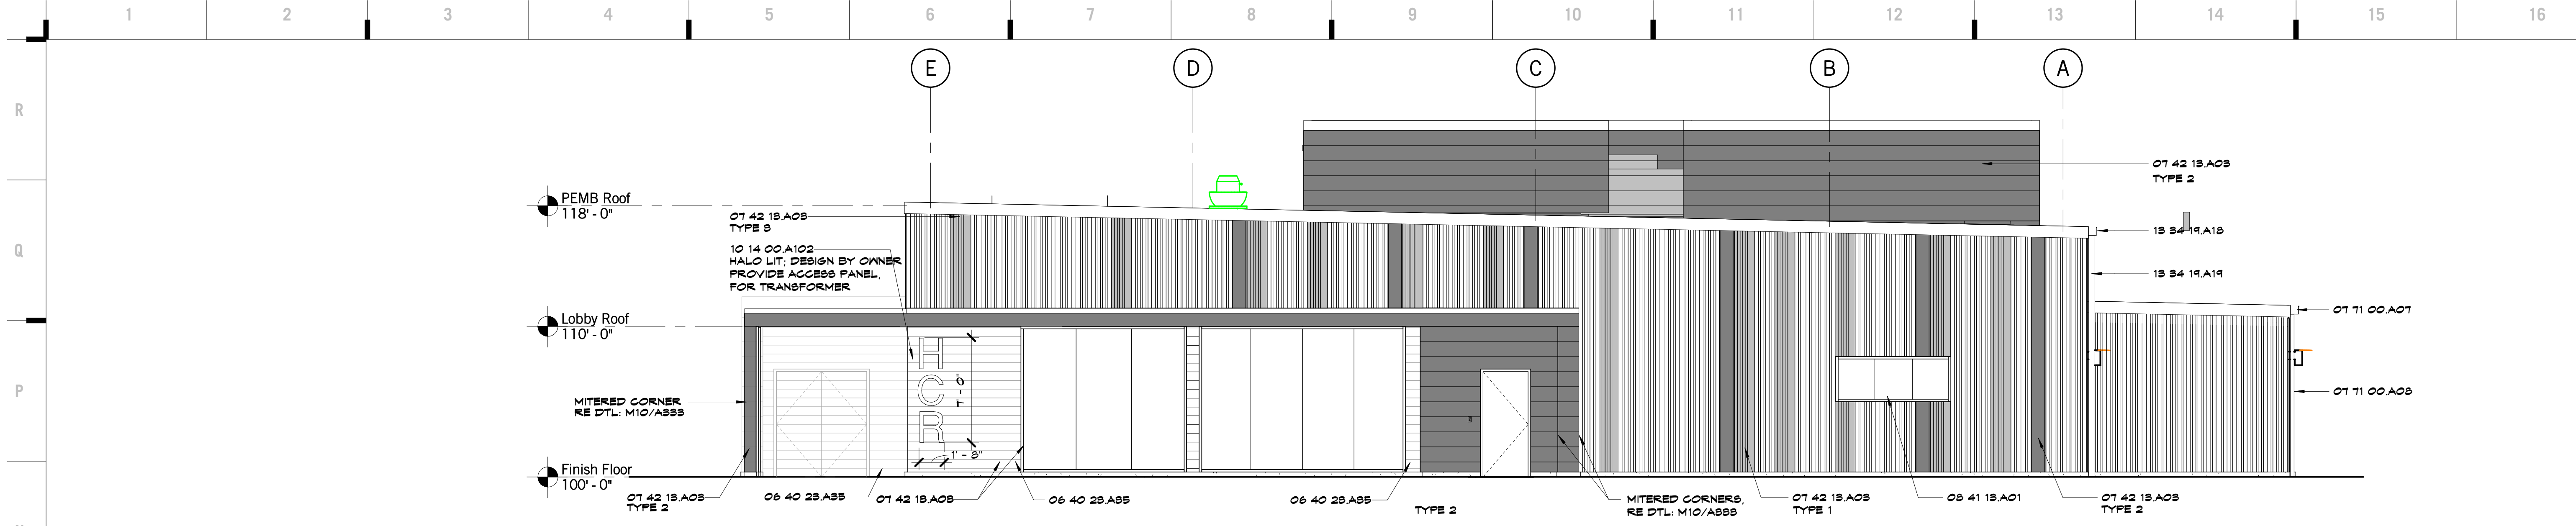 1 2 3 4 5 6 7 8 9 10 11 12 13 14 15 16
E D C B A
R
07 42 13.A03
TYPE 2
PEMB Roof
118' - 0"
07 42 13.A03
TYPE 3
13 34 19.A18
Q
10 14 00.A102
HALO LIT; DESIGN BY OWNER
PROVIDE ACCESS PANEL,
FOR TRANSFORMER
13 34 19.A19
Lobby Roof
110' - 0"
07 71 00.A07
H
C
R
7' - 0"
1' - 8"
P
MITERED CORNER
RE DTL: M10/A333
07 71 00.A08
Finish Floor
100' - 0"
07 42 13.A03
TYPE 2
06 40 23.A35
07 42 13.A03
06 40 23.A35
06 40 23.A35
TYPE 2
MITERED CORNERS,
RE DTL: M10/A333
07 42 13.A03
TYPE 1
08 41 13.A01
07 42 13.A03
TYPE 2